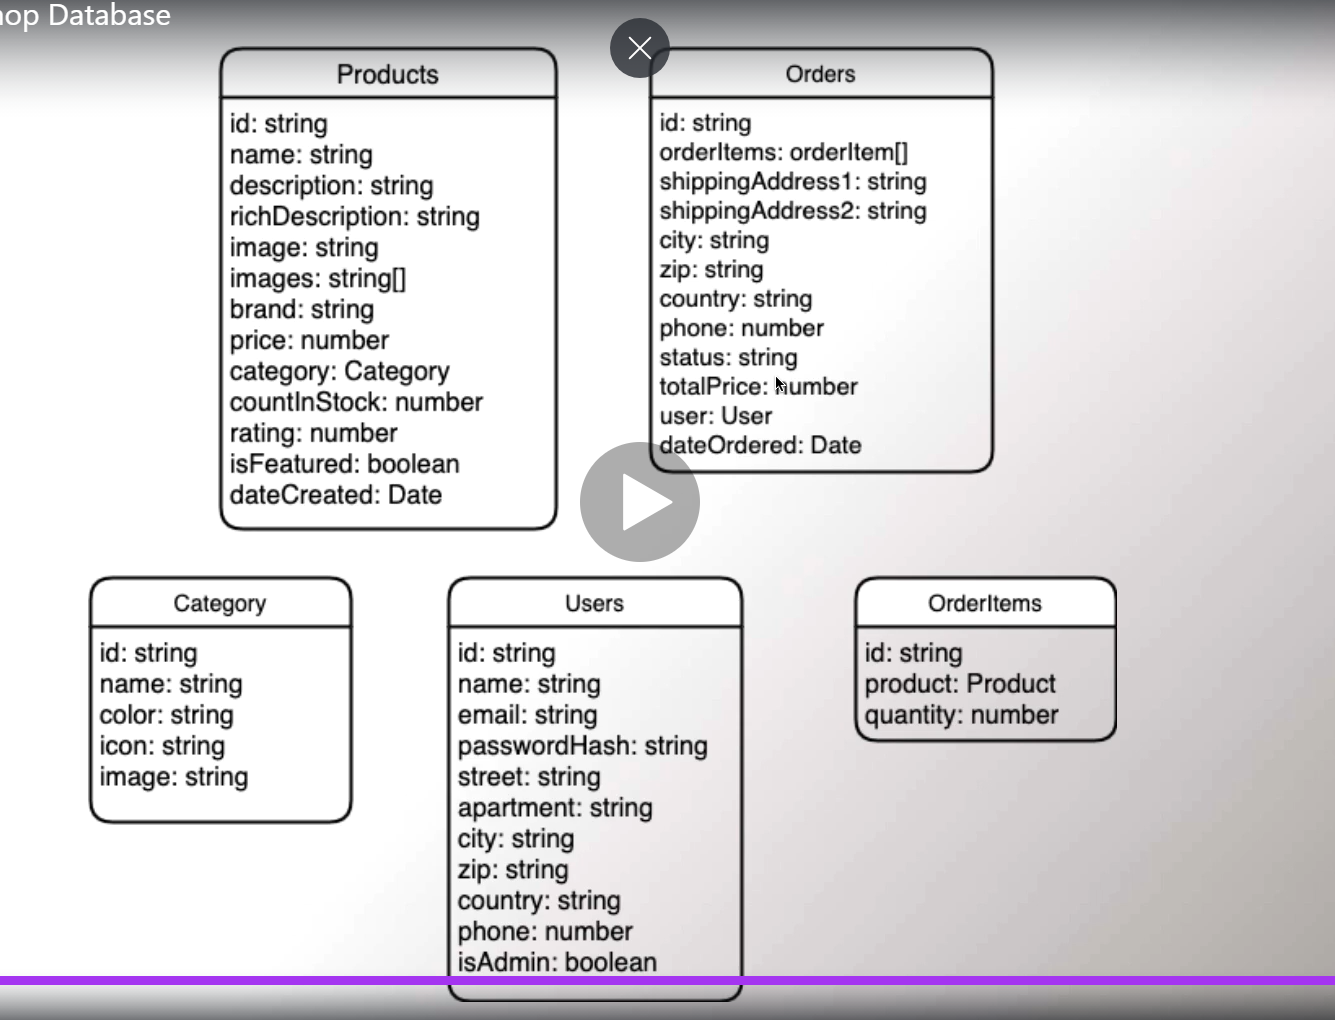 hop Database
Products
id: string
name: string
description: string
richDescription: string
image: string
images: string[]
brand: string
price: number
category: Category
countInStock: number
rating: number
isFeatured: boolean
dateCreated: Date
Orders
id: string
orderItems: orderItem[]
shippingAddress1: string
shippingAddress2: string
city: string
zip: string
country: string
phone: number
status: string
totalPrice: number
user: User
dateOrdered: Date
Category
id: string
name: string
color: string
icon: string
image: string
Users
id: string
name: string
email: string
passwordHash: string
street: string
apartment: string
city: string
zip: string
country: string
phone: number
isAdmin: boolean
OrderItems
id: string
product: Product
quantity: number